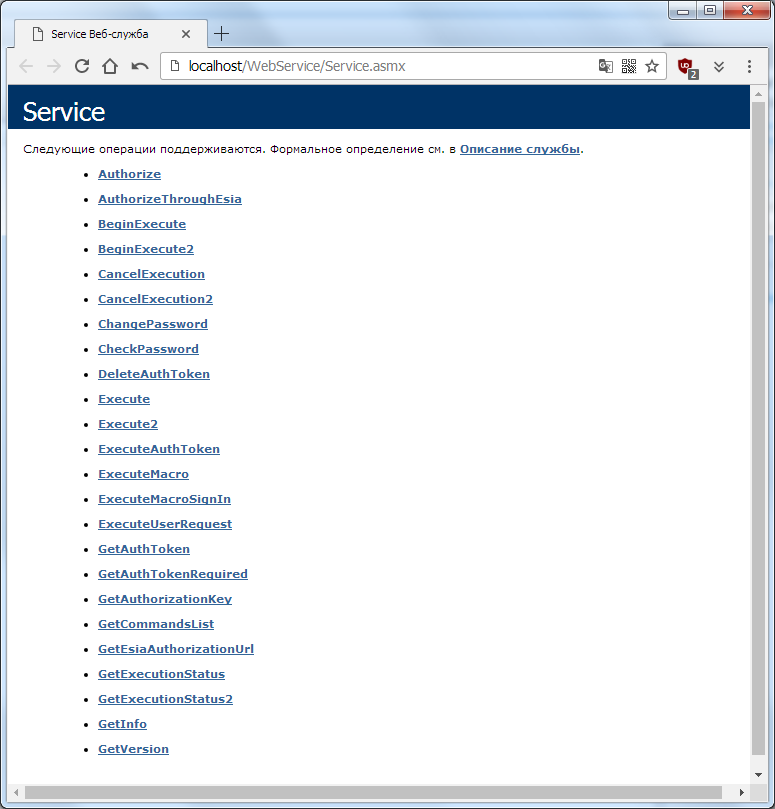 Service Веб-служба
localhost/WebService/Service.asmx
2
Service
Следующие операции поддерживаются. Формальное определение см. в Описание службы.
Authorize
AuthorizeThroughEsia
BeginExecute
BeginExecute2
CancelExecution
CancelExecution2
ChangePassword
CheckPassword
DeleteAuthToken
Execute
Execute2
ExecuteAuthToken
ExecuteMacro
ExecuteMacroSignIn
ExecuteUserRequest
GetAuthToken
GetAuthTokenRequired
GetAuthorizationKey
GetCommandsList
GetEsiaAuthorizationUrl
GetExecutionStatus
GetExecutionStatus2
GetInfo
GetVersion